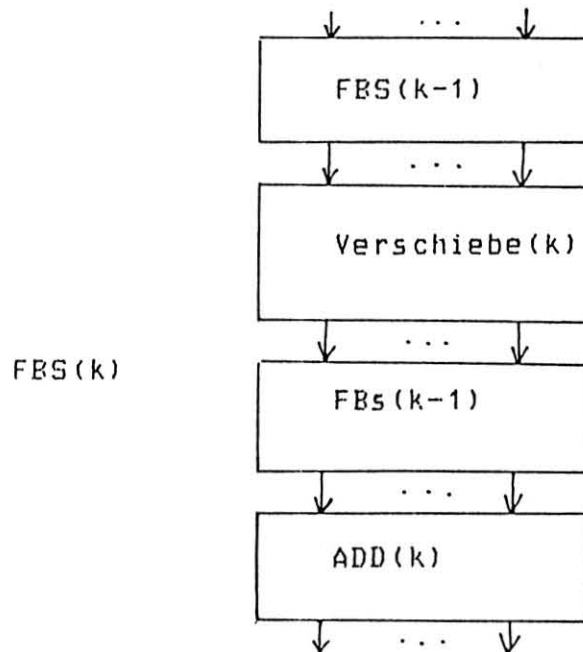 ...
FBS(k-1)
...
Verschiebe(k)
...
FBS(k)
FBs(k-1)
...
ADD(k)
...